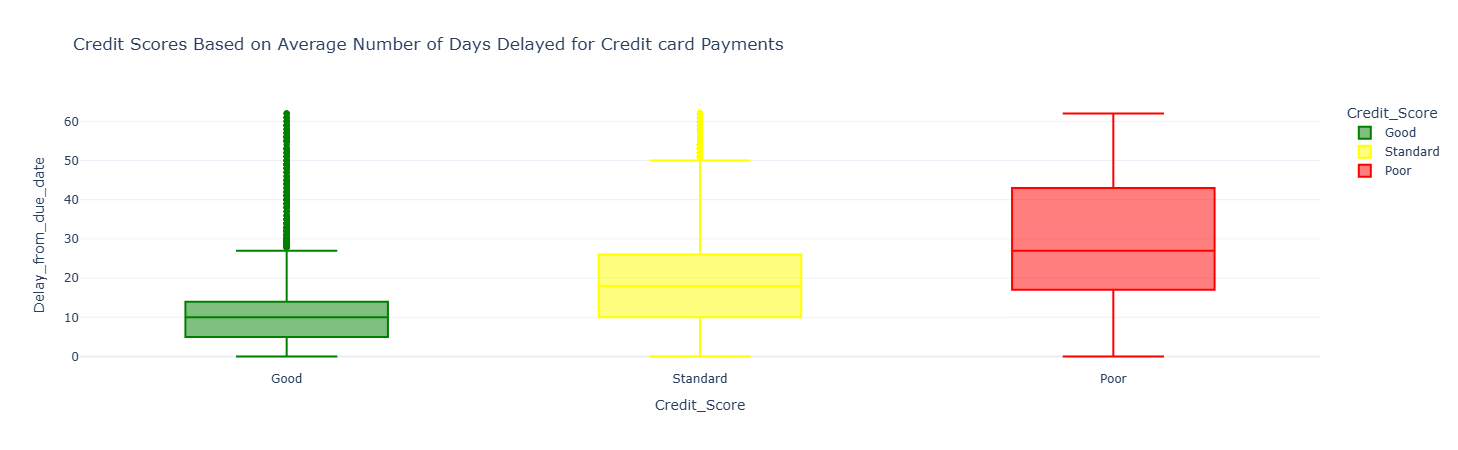 Credit Scores Based on Average Number of Days Delayed for Credit card Payments
Delay_from_due_date
60
50
40
30
20
10
0
Good
Standard
Poor
Credit_Score
Credit_Score
Good
Standard
Poor